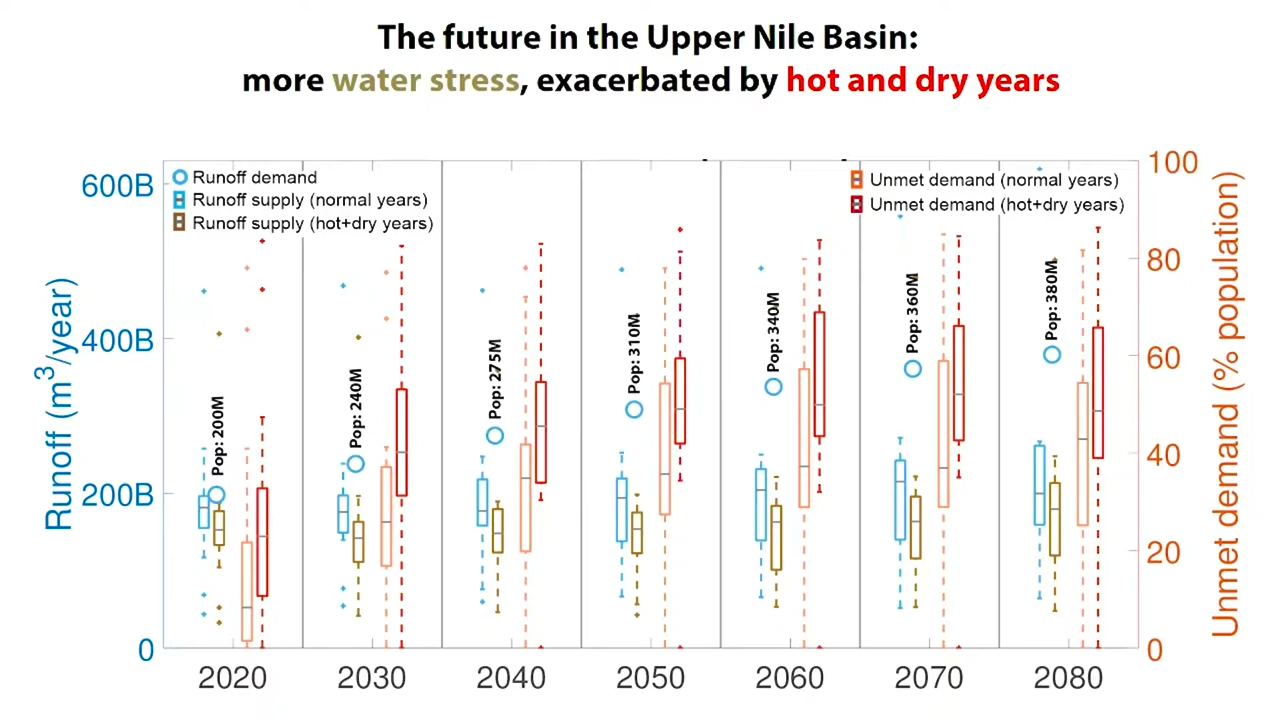 The future in the Upper Nile Basin:
more water stress, exacerbated by hot and dry years
600B
400B
200B
0
Runoff (m³/year)
Runoff demand
Runoff supply (normal years)
Runoff supply (hot+dry years)
Unmet demand (normal years)
Unmet demand (hot+dry years)
Pop: 200M
Pop: 240M
Pop: 275M
Pop: 310M
Pop: 340M
Pop: 360M
Pop: 380M
100
80
60
40
20
0
Unmet demand (% population)
2020 2030 2040 2050 2060 2070 2080